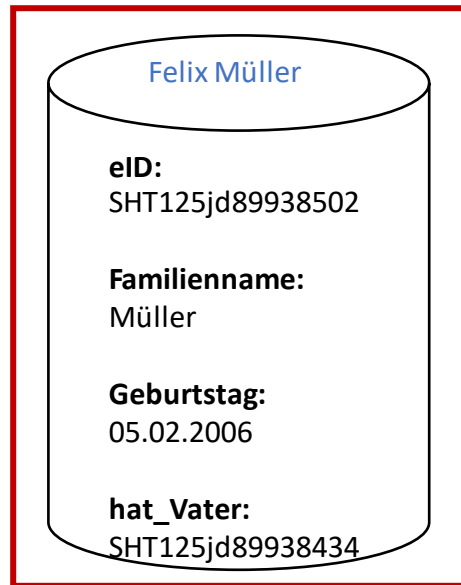 Felix Müller
eID:
SHT125jd89938502
Familienname:
Müller
Geburtstag:
05.02.2006
hat_Vater:
SHT125jd89938434